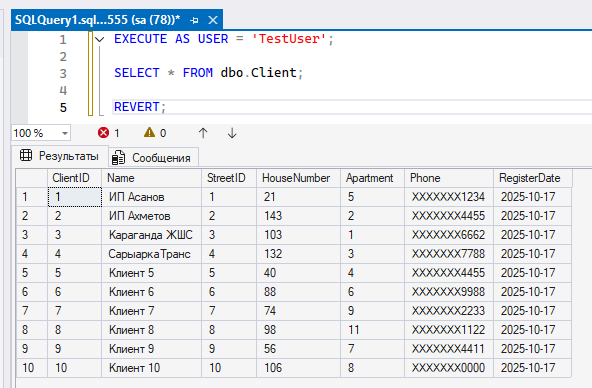 SQLQuery1.sql...555 (sa (78))*
1 EXECUTE AS USER = 'TestUser';
2
3 SELECT * FROM dbo.Client;
4
5 REVERT;
100 % 1 0
Результаты Сообщения
ClientID Name StreetID HouseNumber Apartment Phone RegisterDate
1 1 ИП Асанов 1 21 5 XXXXXXX1234 2025-10-17
2 2 ИП Ахметов 2 143 2 XXXXXXX4455 2025-10-17
3 3 Караганда ЖШС 3 103 1 XXXXXXX6662 2025-10-17
4 4 СарыаркаТранс 4 132 3 XXXXXXX7788 2025-10-17
5 5 Клиент 5 5 40 4 XXXXXXX4455 2025-10-17
6 6 Клиент 6 6 88 6 XXXXXXX9988 2025-10-17
7 7 Клиент 7 7 74 9 XXXXXXX2233 2025-10-17
8 8 Клиент 8 8 98 11 XXXXXXX1122 2025-10-17
9 9 Клиент 9 9 56 7 XXXXXXX4411 2025-10-17
10 10 Клиент 10 10 106 8 XXXXXXX0000 2025-10-17